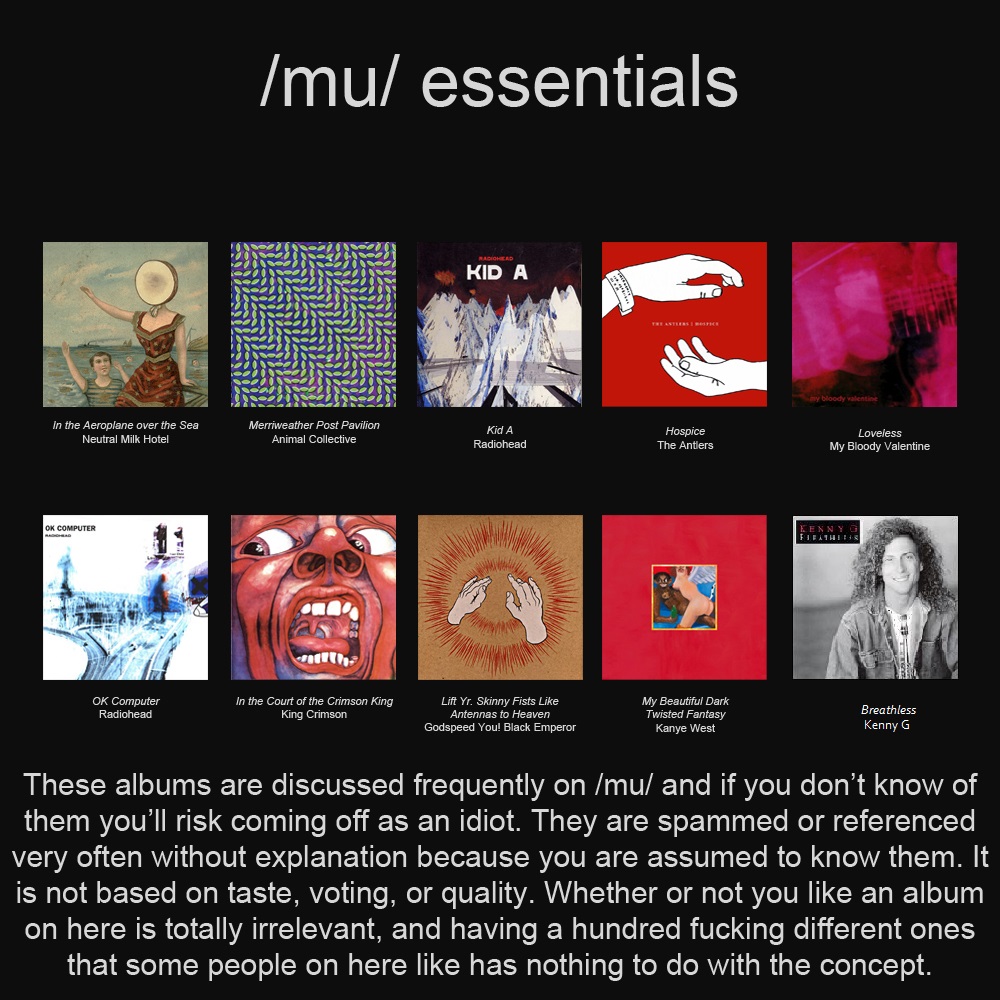 /mu/ essentials
RADIOHEAD
KID A
THE ANTLERS | HOSPICE
my bloody valentine
In the Aeroplane over the Sea
Neutral Milk Hotel
Merriweather Post Pavilion
Animal Collective
Kid A
Radiohead
Hospice
The Antlers
Loveless
My Bloody Valentine
OK COMPUTER
RADIOHEAD
KENNY G
BREATHLESS
OK Computer
Radiohead
In the Court of the Crimson King
King Crimson
Lift Yr. Skinny Fists Like
Antennas to Heaven
Godspeed You! Black Emperor
My Beautiful Dark
Twisted Fantasy
Kanye West
Breathless
Kenny G
These albums are discussed frequently on /mu/ and if you don’t know of
them you’ll risk coming off as an idiot. They are spammed or referenced
very often without explanation because you are assumed to know them. It
is not based on taste, voting, or quality. Whether or not you like an album
on here is totally irrelevant, and having a hundred fucking different ones
that some people on here like has nothing to do with the concept.